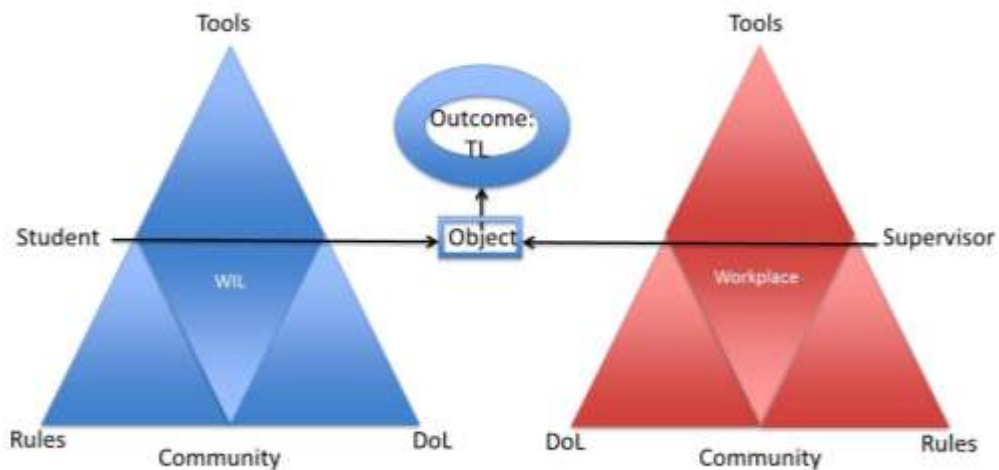 Tools
Tools
Outcome:
TL
Student
Object
Supervisor
WIL
Workplace
Rules
Community
DoL
DoL
Community
Rules